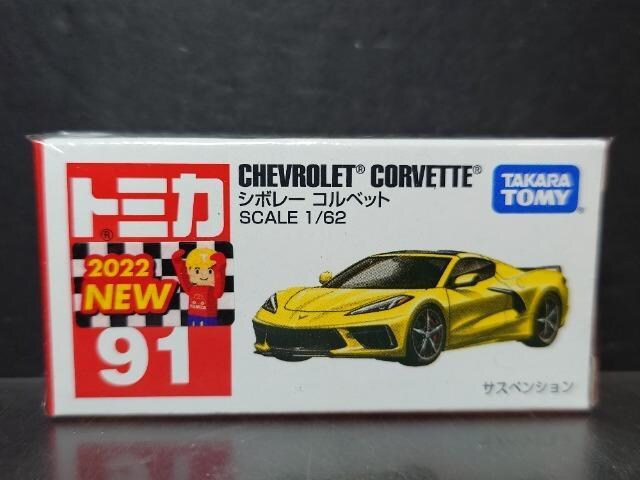 トミカ®
2022
NEW
91
CHEVROLET® CORVETTE®
シボレー コルベット
SCALE 1/62
TAKARA
TOMY®
サスペンション